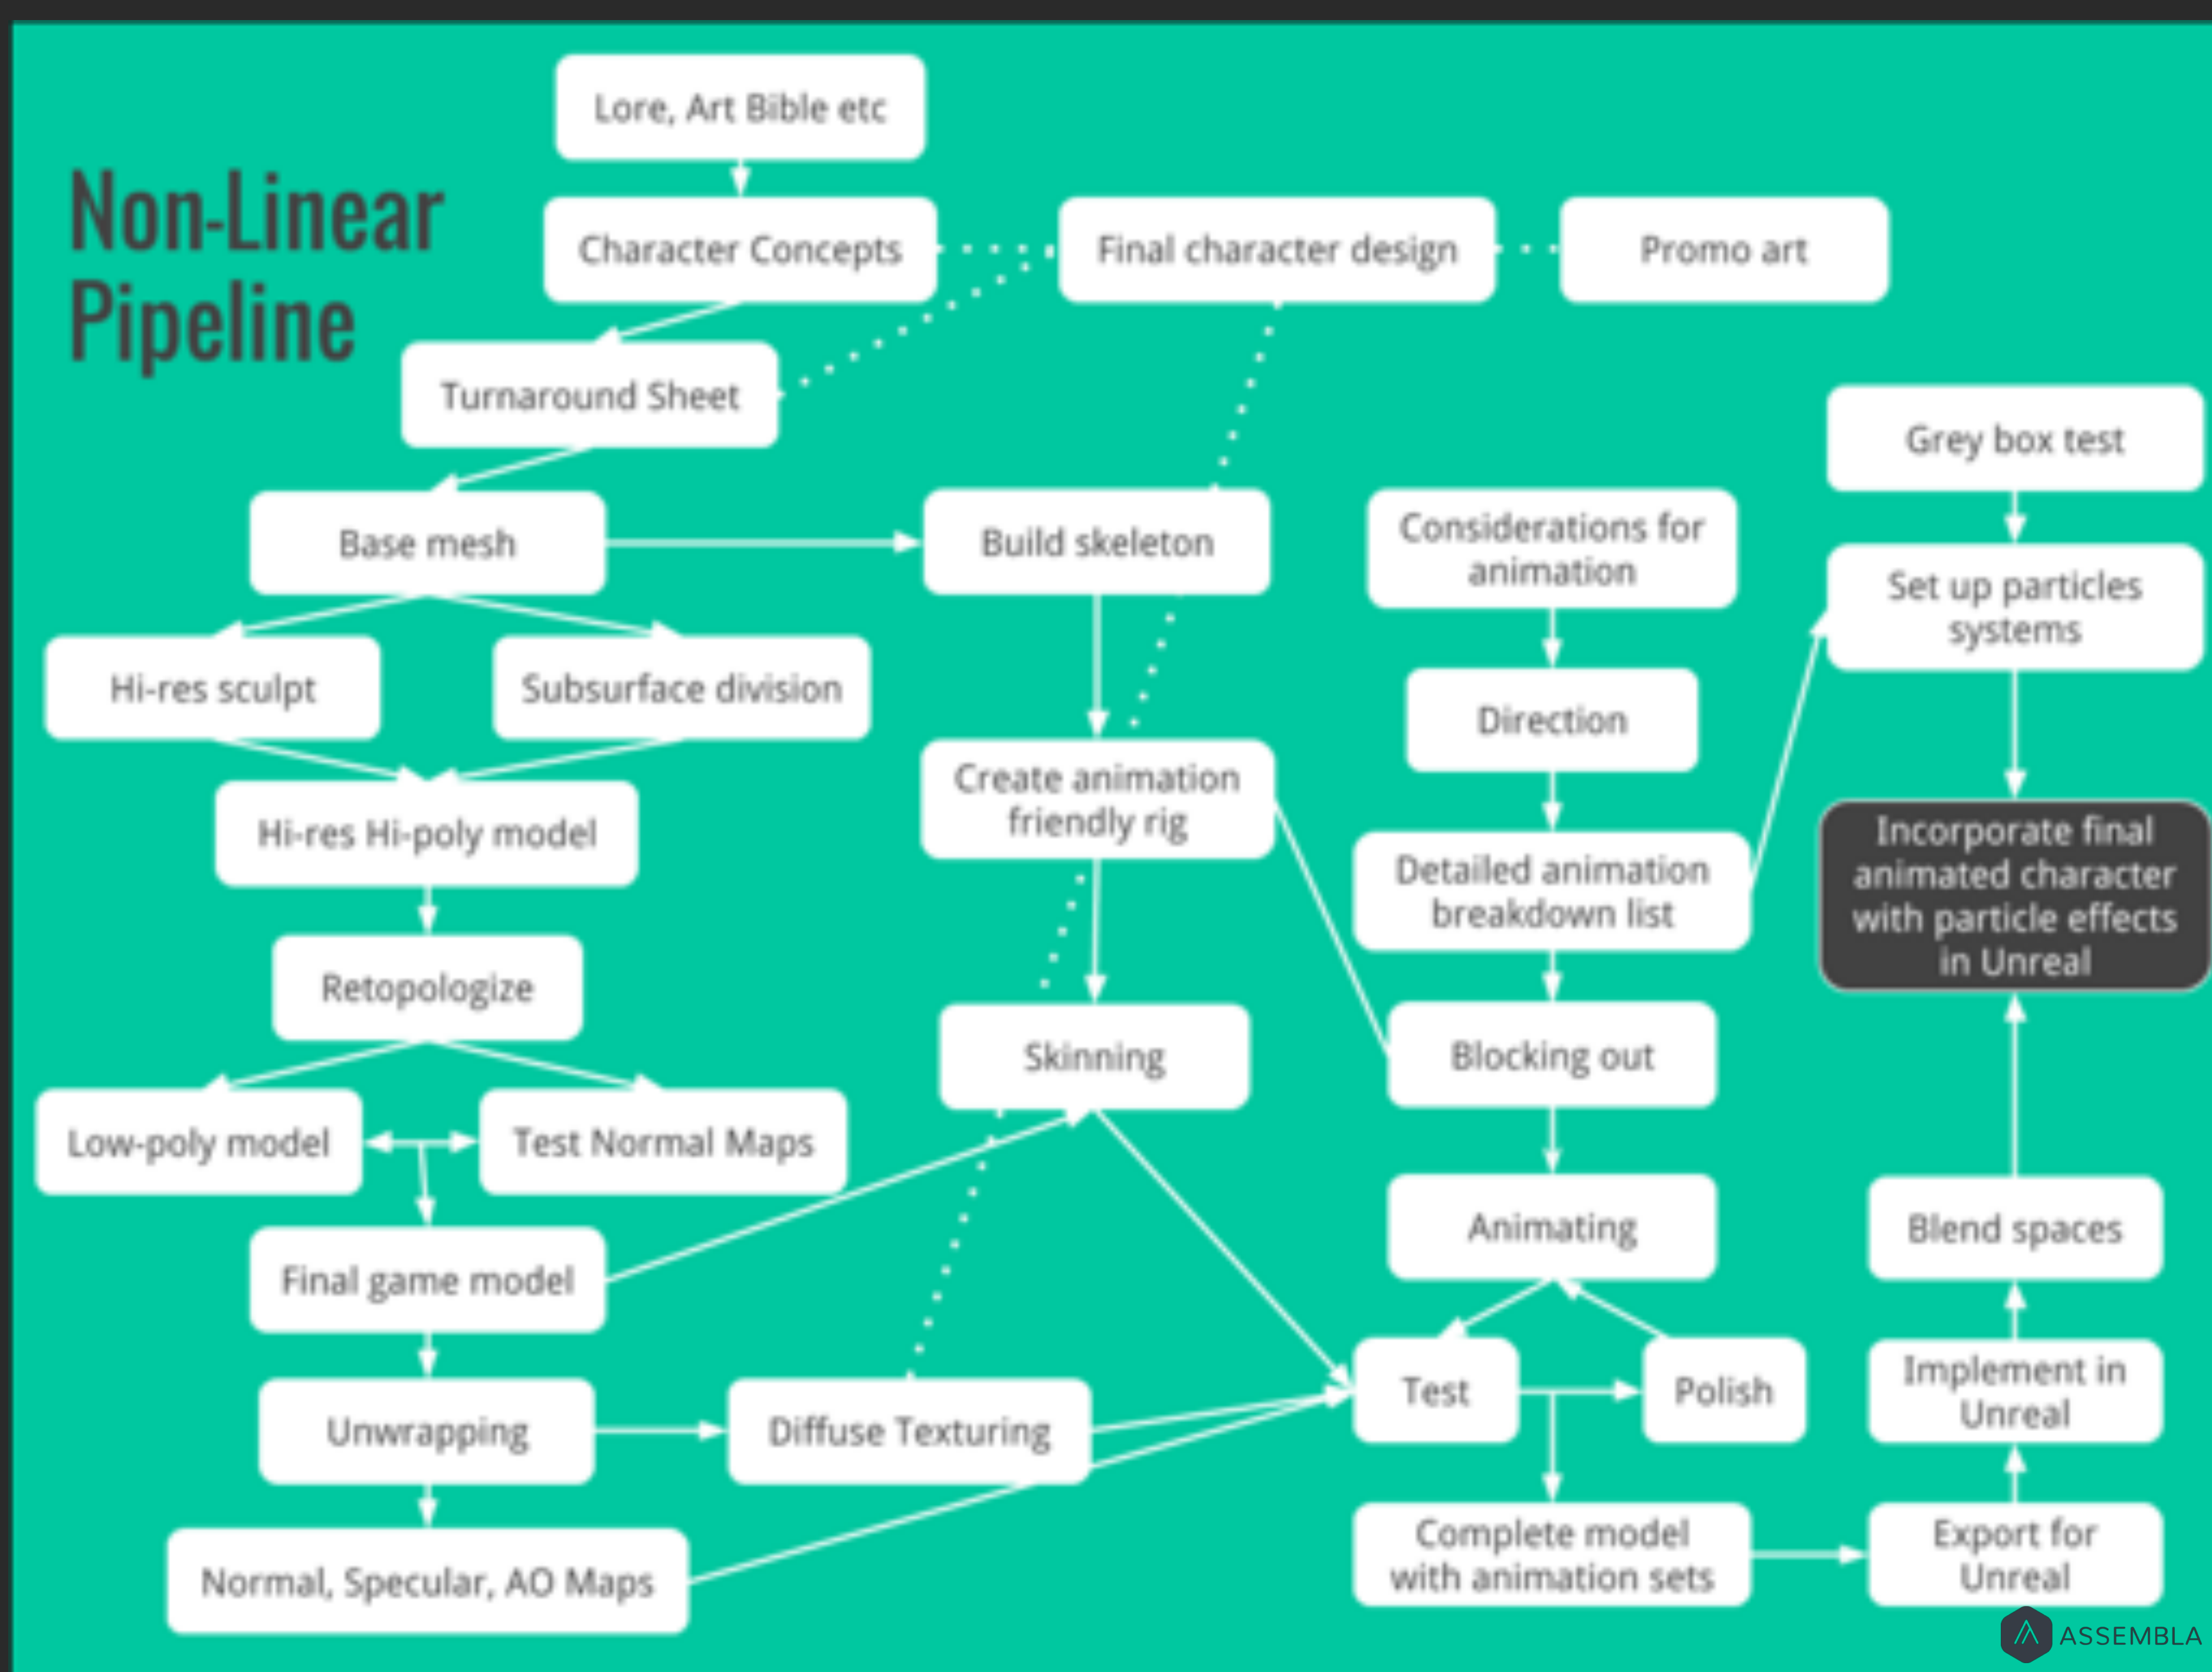 Non-Linear
Pipeline
Lore, Art Bible etc
Character Concepts
Final character design
Promo art
Turnaround Sheet
Grey box test
Base mesh
Build skeleton
Considerations for
animation
Set up particles
systems
Hi-res sculpt
Subsurface division
Direction
Create animation
friendly rig
Hi-res Hi-poly model
Detailed animation
breakdown list
Incorporate final
animated character
with particle effects
in Unreal
Retopologize
Skinning
Blocking out
Low-poly model
Test Normal Maps
Animating
Blend spaces
Final game model
Unwrapping
Diffuse Texturing
Test
Polish
Implement in
Unreal
Normal, Specular, AO Maps
Complete model
with animation sets
Export for
Unreal
ASSEMBLA